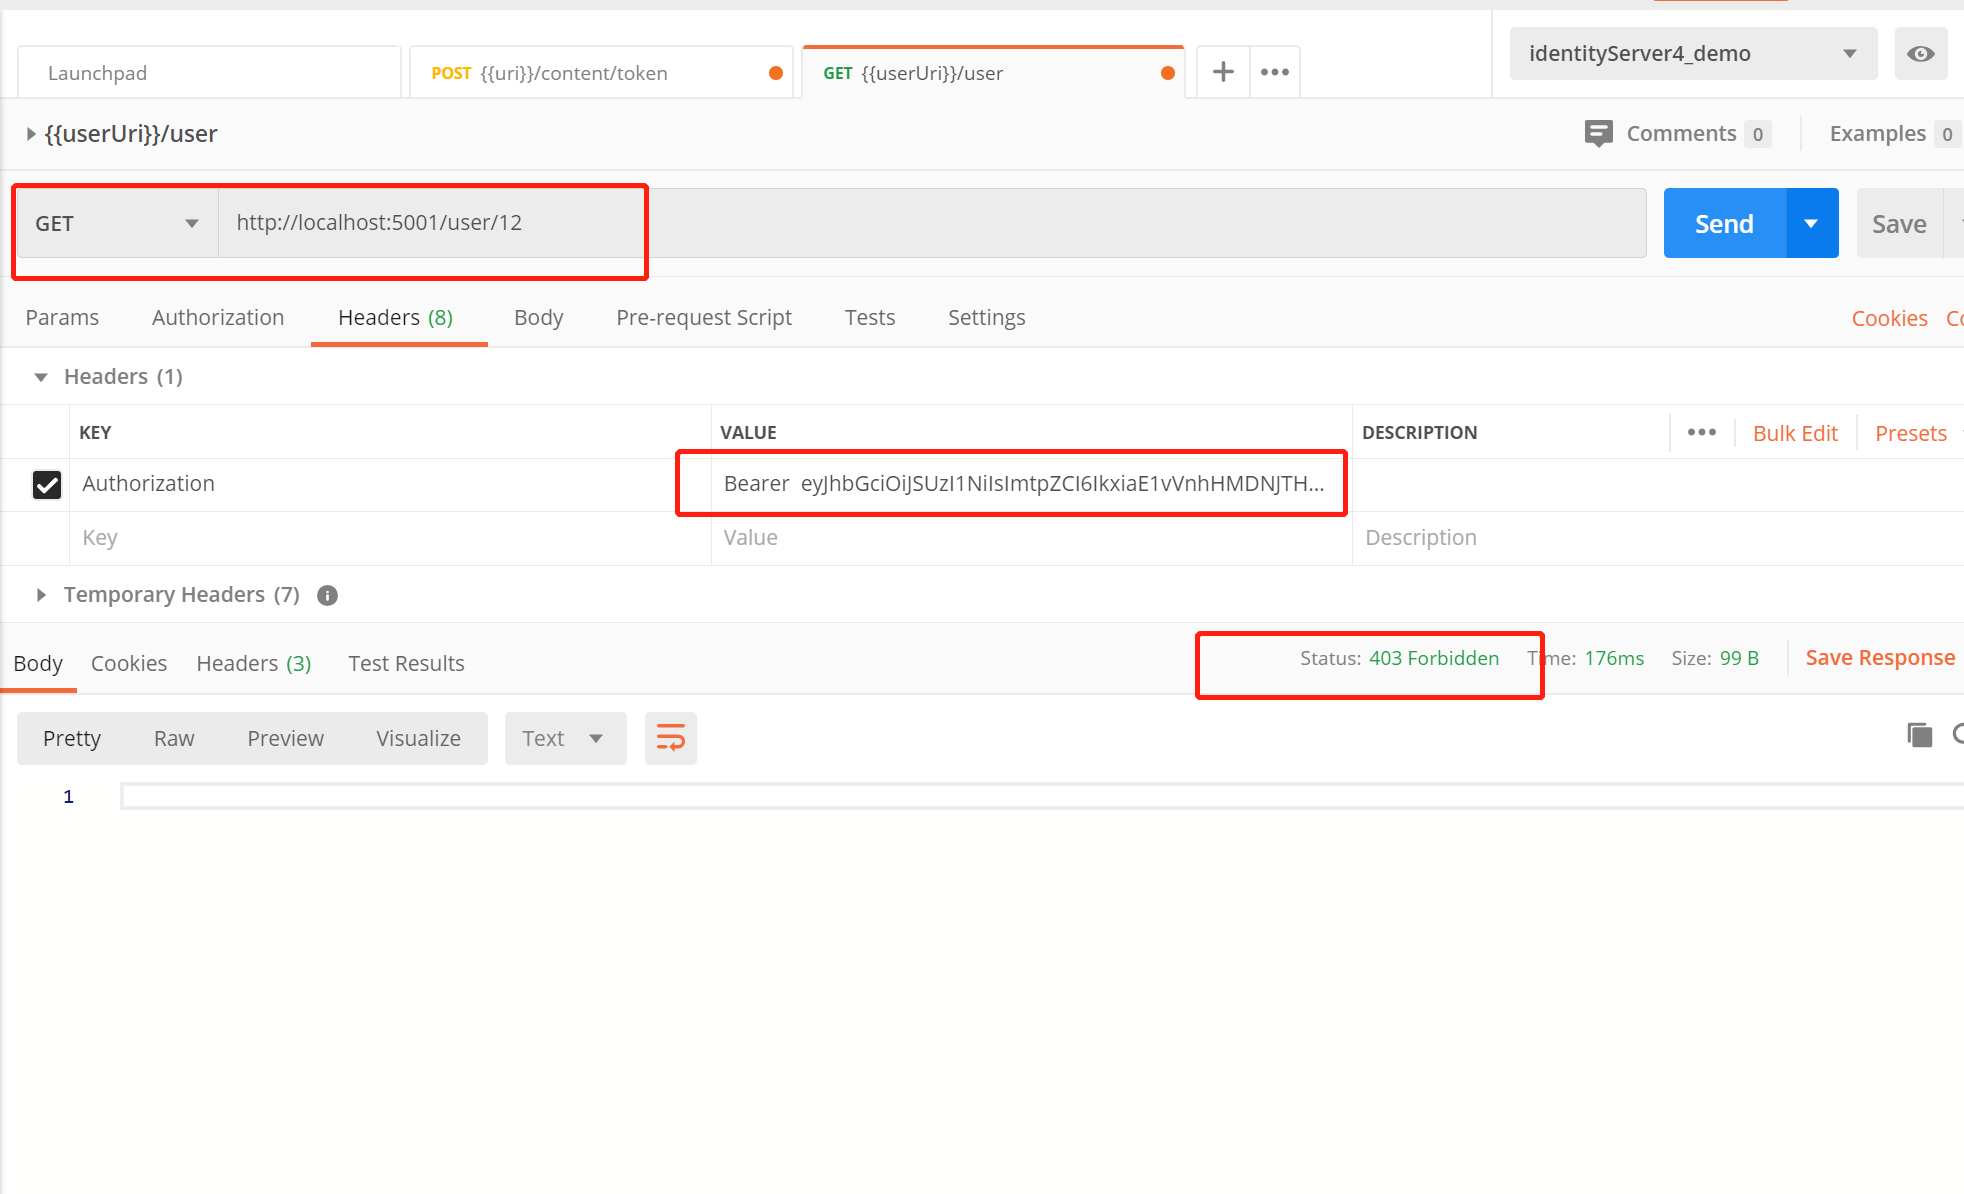 Launchpad
POST {{uri}}/content/token
GET {{userUri}}/user
identityServer4_demo
{{userUri}}/user
Comments 0
Examples 0
GET
http://localhost:5001/user/12
Send
Save
Params
Authorization
Headers (8)
Body
Pre-request Script
Tests
Settings
Cookies
Headers (1)
KEY
VALUE
DESCRIPTION
Bulk Edit
Presets
Authorization
Bearer eyJhbGciOiJSUzI1NiIsImtpZCI6IkxiaE1vVnhHMDNJTH...
Key
Value
Description
Temporary Headers (7)
Body
Cookies
Headers (3)
Test Results
Status: 403 Forbidden
Time: 176ms
Size: 99 B
Save Response
Pretty
Raw
Preview
Visualize
Text
1